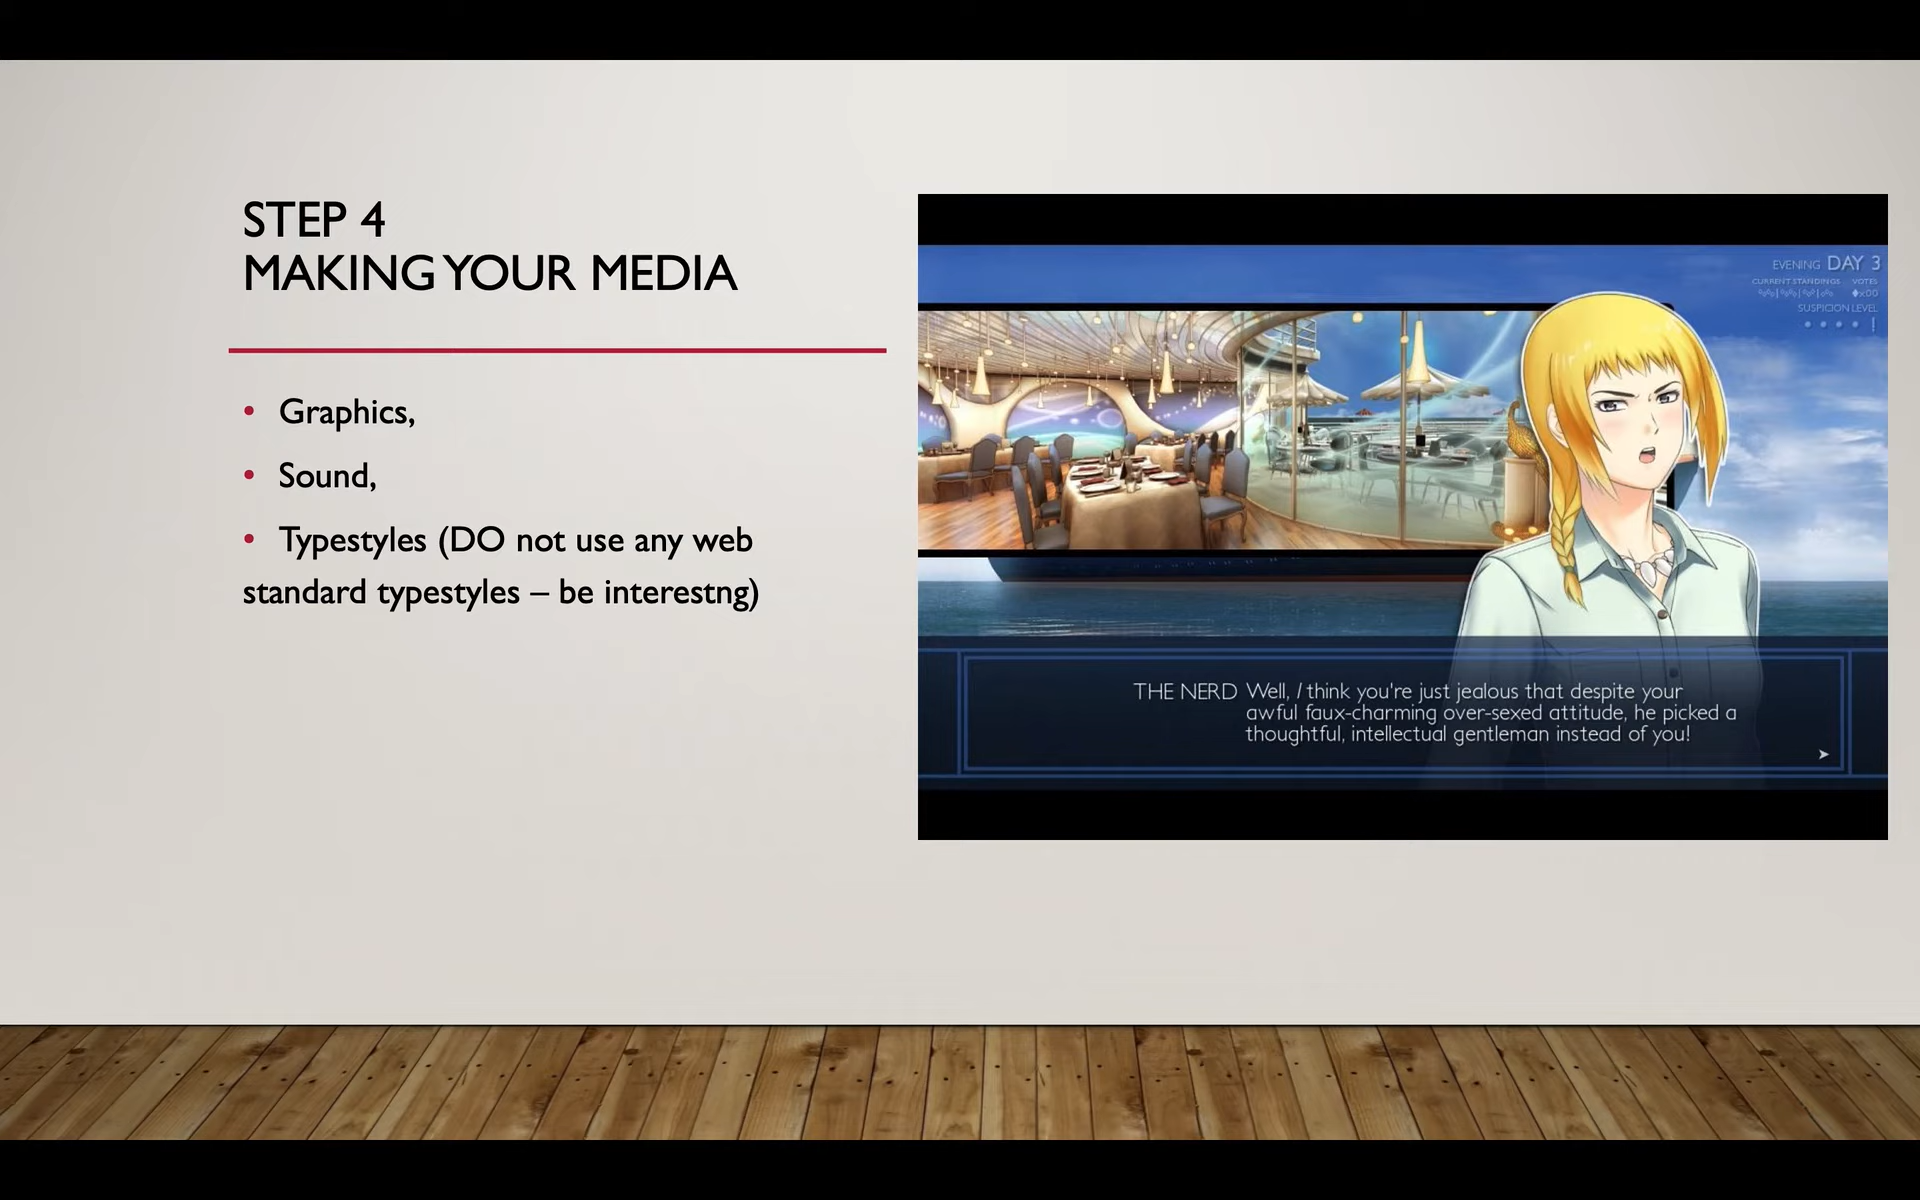 STEP 4
MAKING YOUR MEDIA
• Graphics,
• Sound,
• Typestyles (DO not use any web
standard typestyles – be interestng)
EVENING DAY 3
CURRENT STANDINGS VOTES
x00
SUSPICION LEVEL
THE NERD Well, I think you're just jealous that despite your
awful faux-charming over-sexed attitude, he picked a
thoughtful, intellectual gentleman instead of you!